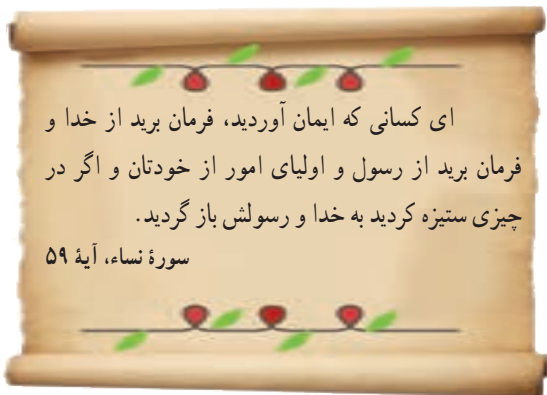 ای کسانی که ایمان آوردید، فرمان برید از خدا و
فرمان برید از رسول و اولیای امور از خودتان و اگر در
چیزی ستیزه کردید به خدا و رسولش باز گردید.
سورهٔ نساء، آیهٔ ۵۹